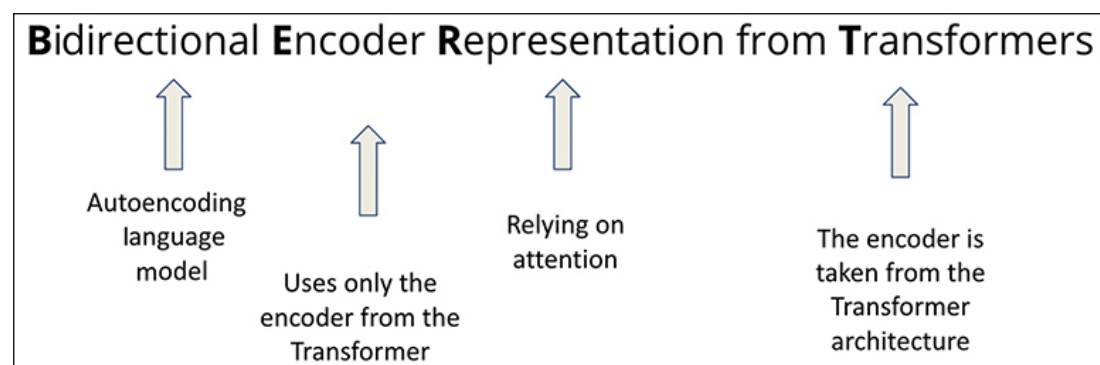 Bidirectional Encoder Representation from Transformers
Autoencoding
language
model
Uses only the
encoder from the
Transformer
Relying on
attention
The encoder is
taken from the
Transformer
architecture